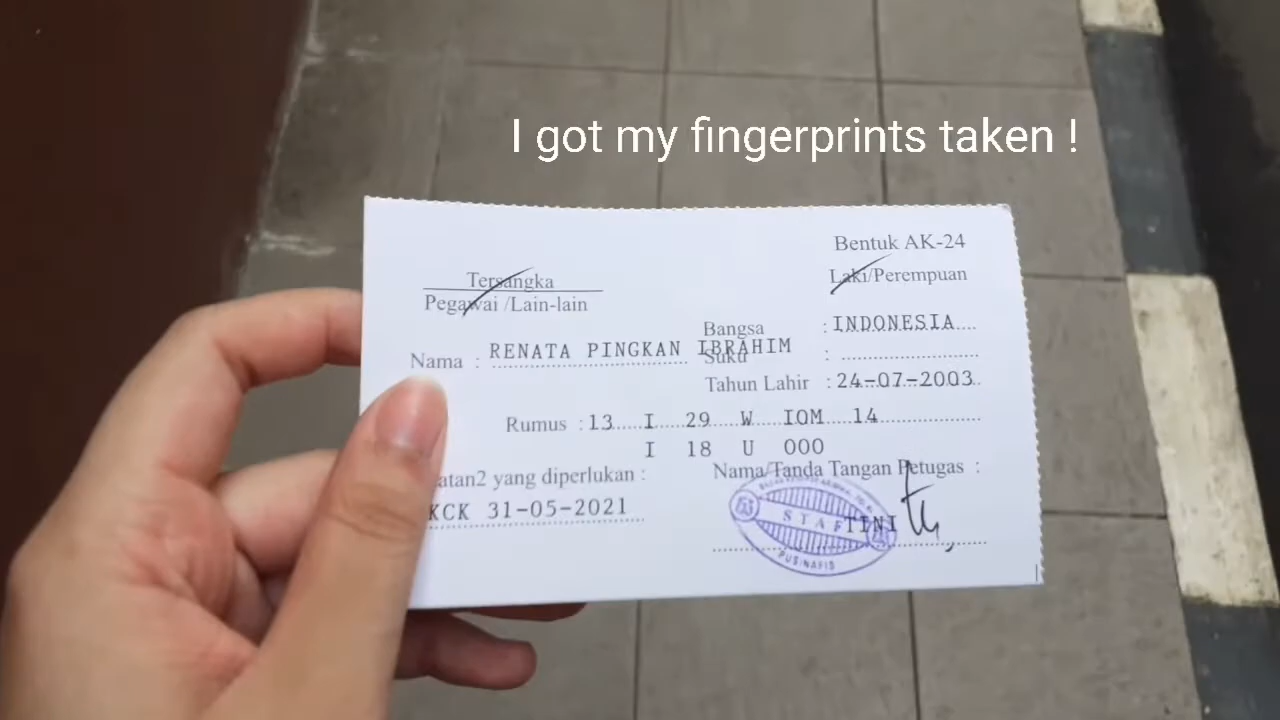 I got my fingerprints taken !
Bentuk AK-24
Tersangka
Laki/Perempuan
Pegawai /Lain-lain
Bangsa : INDONESIA
Nama : RENATA PINGKAN IBRAHIM
Suku :
Tahun Lahir : 24-07-2003
Rumus : 13 I 29 W IOM 14
I 18 U 000
atan2 yang diperlukan :
Nama/Tanda Tangan Petugas :
KCK 31-05-2021
STAF
TINI
PUSINAFIS